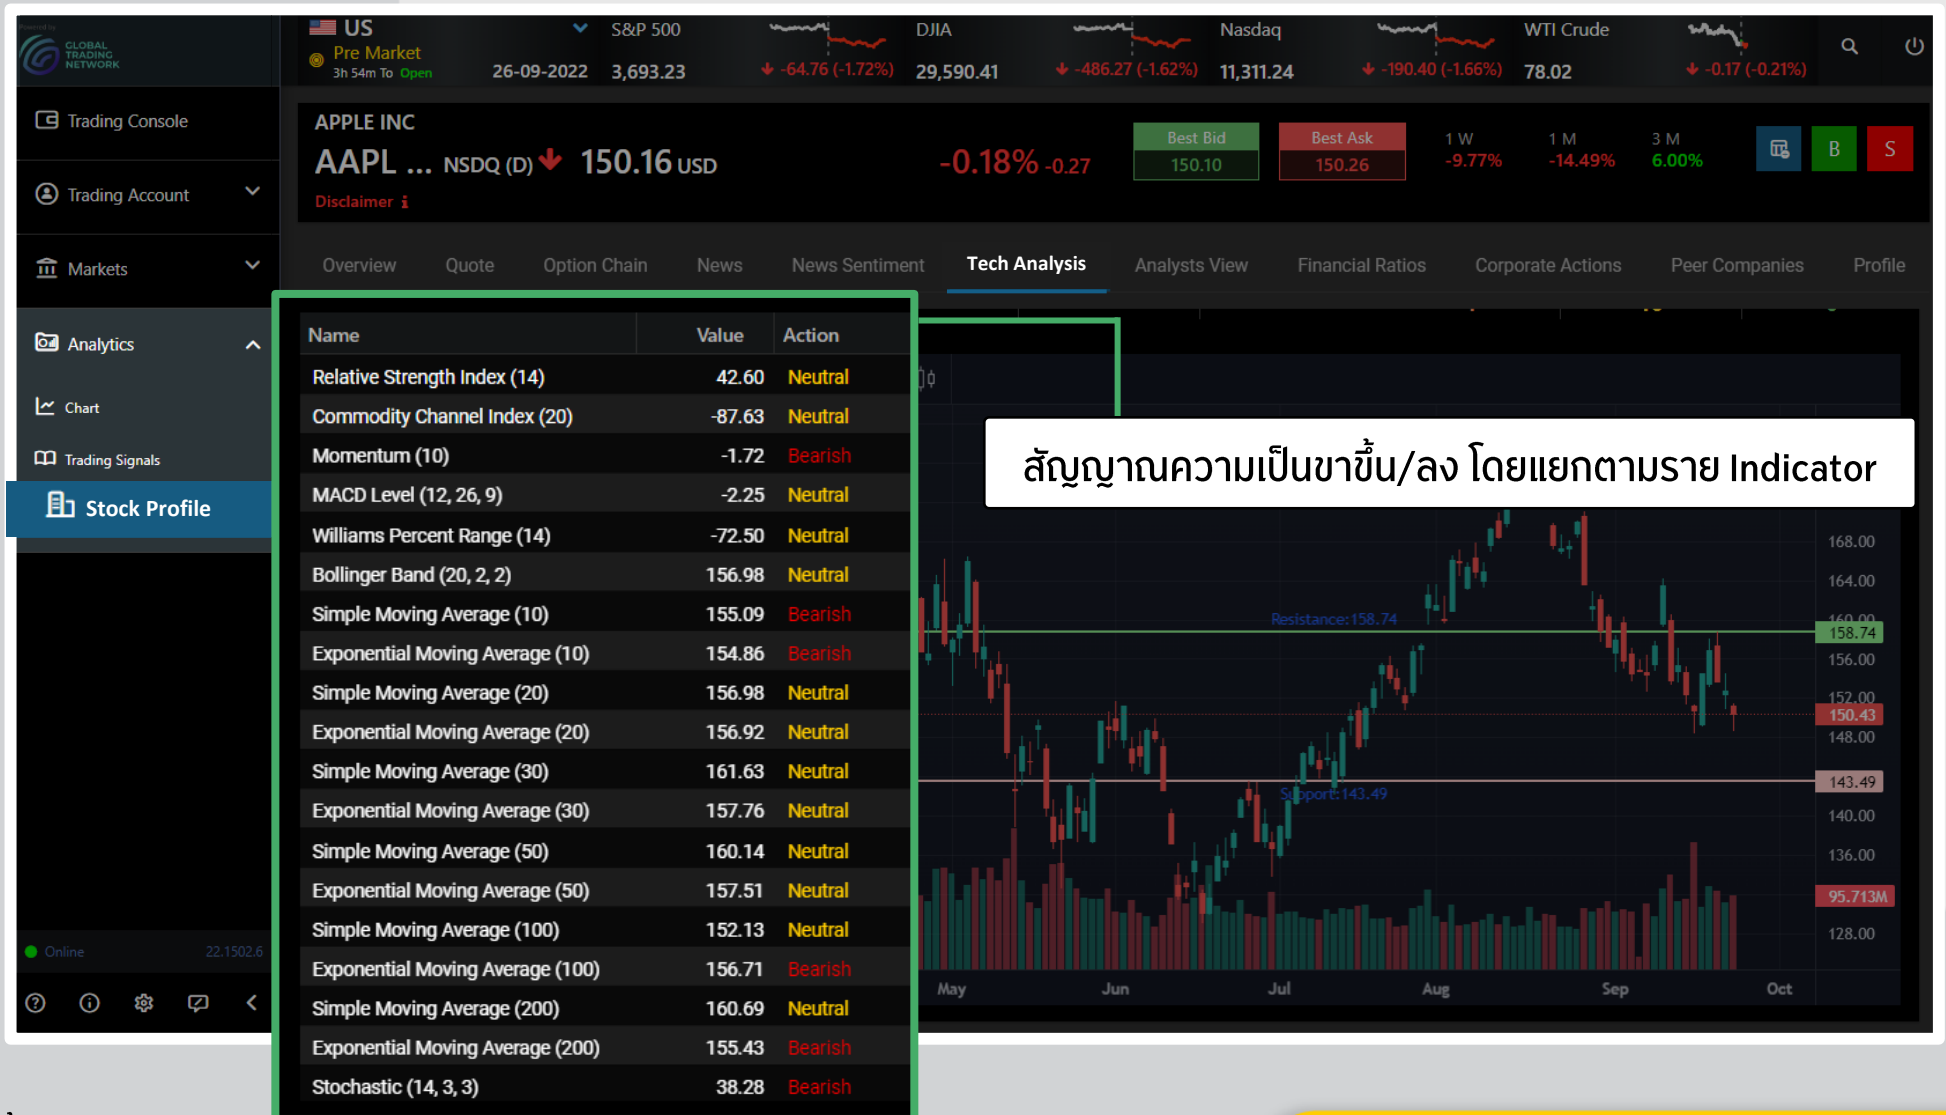 Powered by
GLOBAL
TRADING
NETWORK
US
Pre Market
3h 54m To Open
26-09-2022
S&P 500
3,693.23
-64.76 (-1.72%)
DJIA
29,590.41
-486.27 (-1.62%)
Nasdaq
11,311.24
-190.40 (-1.66%)
WTI Crude
78.02
-0.17 (-0.21%)
Trading Console
Trading Account
Markets
Analytics
Chart
Trading Signals
Stock Profile
Online 22.1502.6
APPLE INC
AAPL ... NSDQ (D) 150.16 USD
Disclaimer
-0.18% -0.27
Best Bid
150.10
Best Ask
150.26
1 W
-9.77%
1 M
-14.49%
3 M
6.00%
B
S
Overview Quote Option Chain News News Sentiment Tech Analysis Analysts View Financial Ratios Corporate Actions Peer Companies Profile
Name Value Action
Relative Strength Index (14) 42.60 Neutral
Commodity Channel Index (20) -87.63 Neutral
Momentum (10) -1.72 Bearish
MACD Level (12, 26, 9) -2.25 Neutral
Williams Percent Range (14) -72.50 Neutral
Bollinger Band (20, 2, 2) 156.98 Neutral
Simple Moving Average (10) 155.09 Bearish
Exponential Moving Average (10) 154.86 Bearish
Simple Moving Average (20) 156.98 Neutral
Exponential Moving Average (20) 156.92 Neutral
Simple Moving Average (30) 161.63 Neutral
Exponential Moving Average (30) 157.76 Neutral
Simple Moving Average (50) 160.14 Neutral
Exponential Moving Average (50) 157.51 Neutral
Simple Moving Average (100) 152.13 Neutral
Exponential Moving Average (100) 156.71 Bearish
Simple Moving Average (200) 160.69 Neutral
Exponential Moving Average (200) 155.43 Bearish
Stochastic (14, 3, 3) 38.28 Bearish
สัญญาณความเป็นขาขึ้น/ลง โดยแยกตามราย Indicator
168.00
164.00
Resistance:158.74
160.00
158.74
156.00
152.00
150.43
148.00
143.49
Support:143.49
140.00
136.00
95.713M
128.00
May Jun Jul Aug Sep Oct